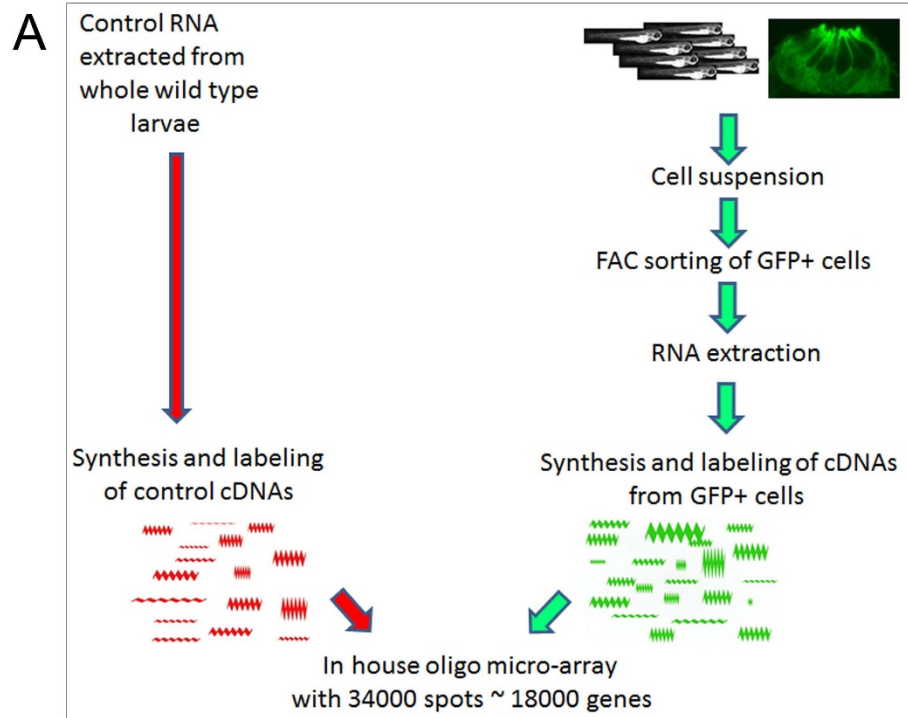 A
Control RNA
extracted from
whole wild type
larvae
Cell suspension
FAC sorting of GFP+ cells
RNA extraction
Synthesis and labeling
of control cDNAs
Synthesis and labeling of cDNAs
from GFP+ cells
In house oligo micro-array
with 34000 spots ~ 18000 genes